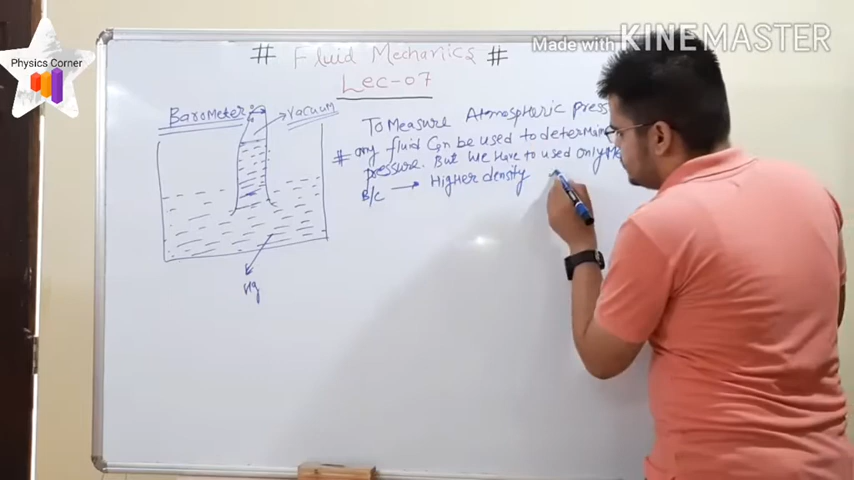 Physics Corner
Made with KINEMASTER
# Fluid Mechanics #
Lec-07
BaroMeter
Vacuum
To Measure Atmospheric Press
# any fluid Can be used to determin
pressure. But We Have to used only
B/c → Higher density
Hg